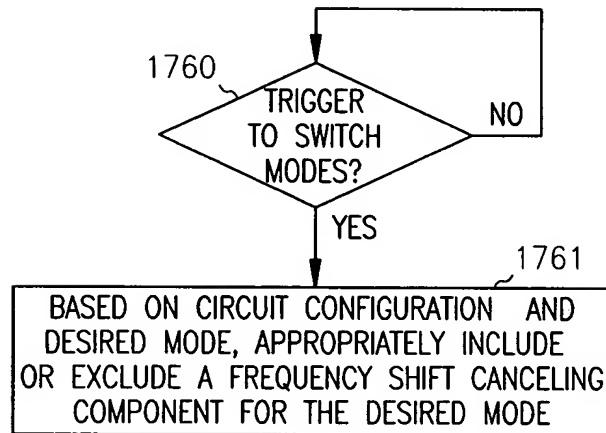 1760
TRIGGER
TO SWITCH
MODES?
NO
YES
1761
BASED ON CIRCUIT CONFIGURATION AND
DESIRED MODE, APPROPRIATELY INCLUDE
OR EXCLUDE A FREQUENCY SHIFT CANCELING
COMPONENT FOR THE DESIRED MODE